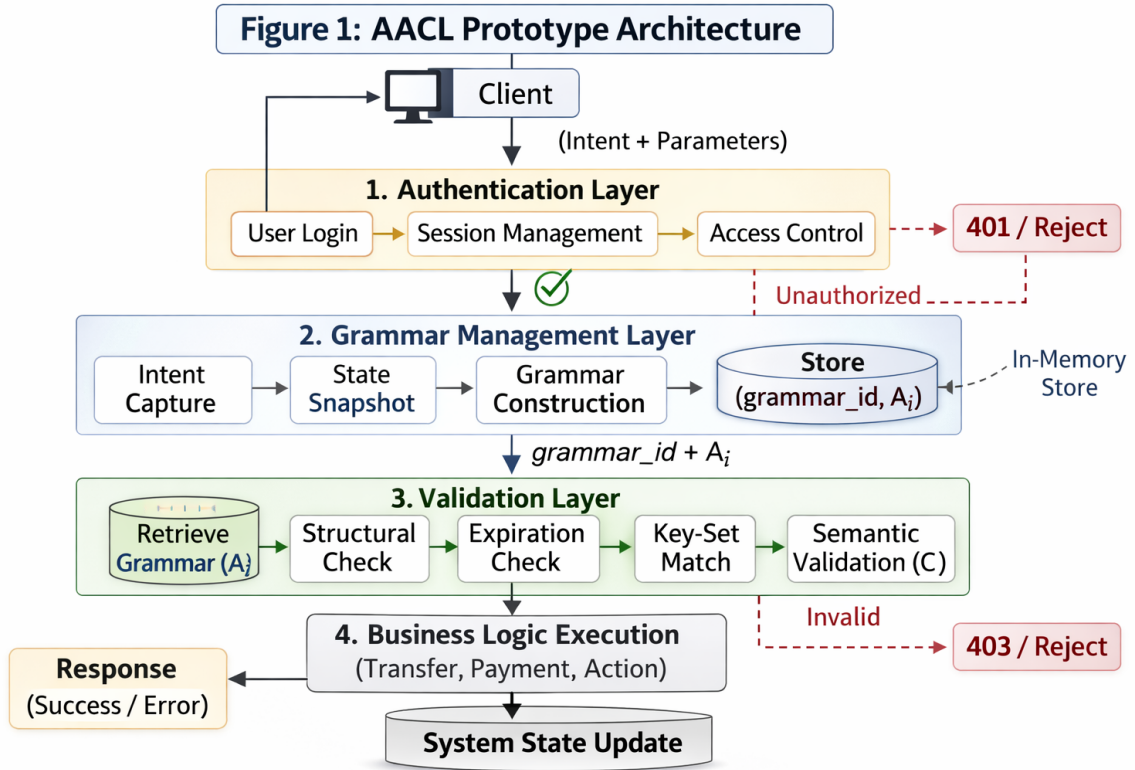 Figure 1: AACL Prototype Architecture
Client
(Intent + Parameters)
1. Authentication Layer
User Login
Session Management
Access Control
401 / Reject
Unauthorized
2. Grammar Management Layer
Intent
Capture
State
Snapshot
Grammar
Construction
Store
(grammar_id, Aᵢ)
In-Memory
Store
grammar_id + Aᵢ
3. Validation Layer
Retrieve
Grammar (Aᵢ)
Structural
Check
Expiration
Check
Key-Set
Match
Semantic
Validation (C)
Invalid
403 / Reject
4. Business Logic Execution
(Transfer, Payment, Action)
Response
(Success / Error)
System State Update